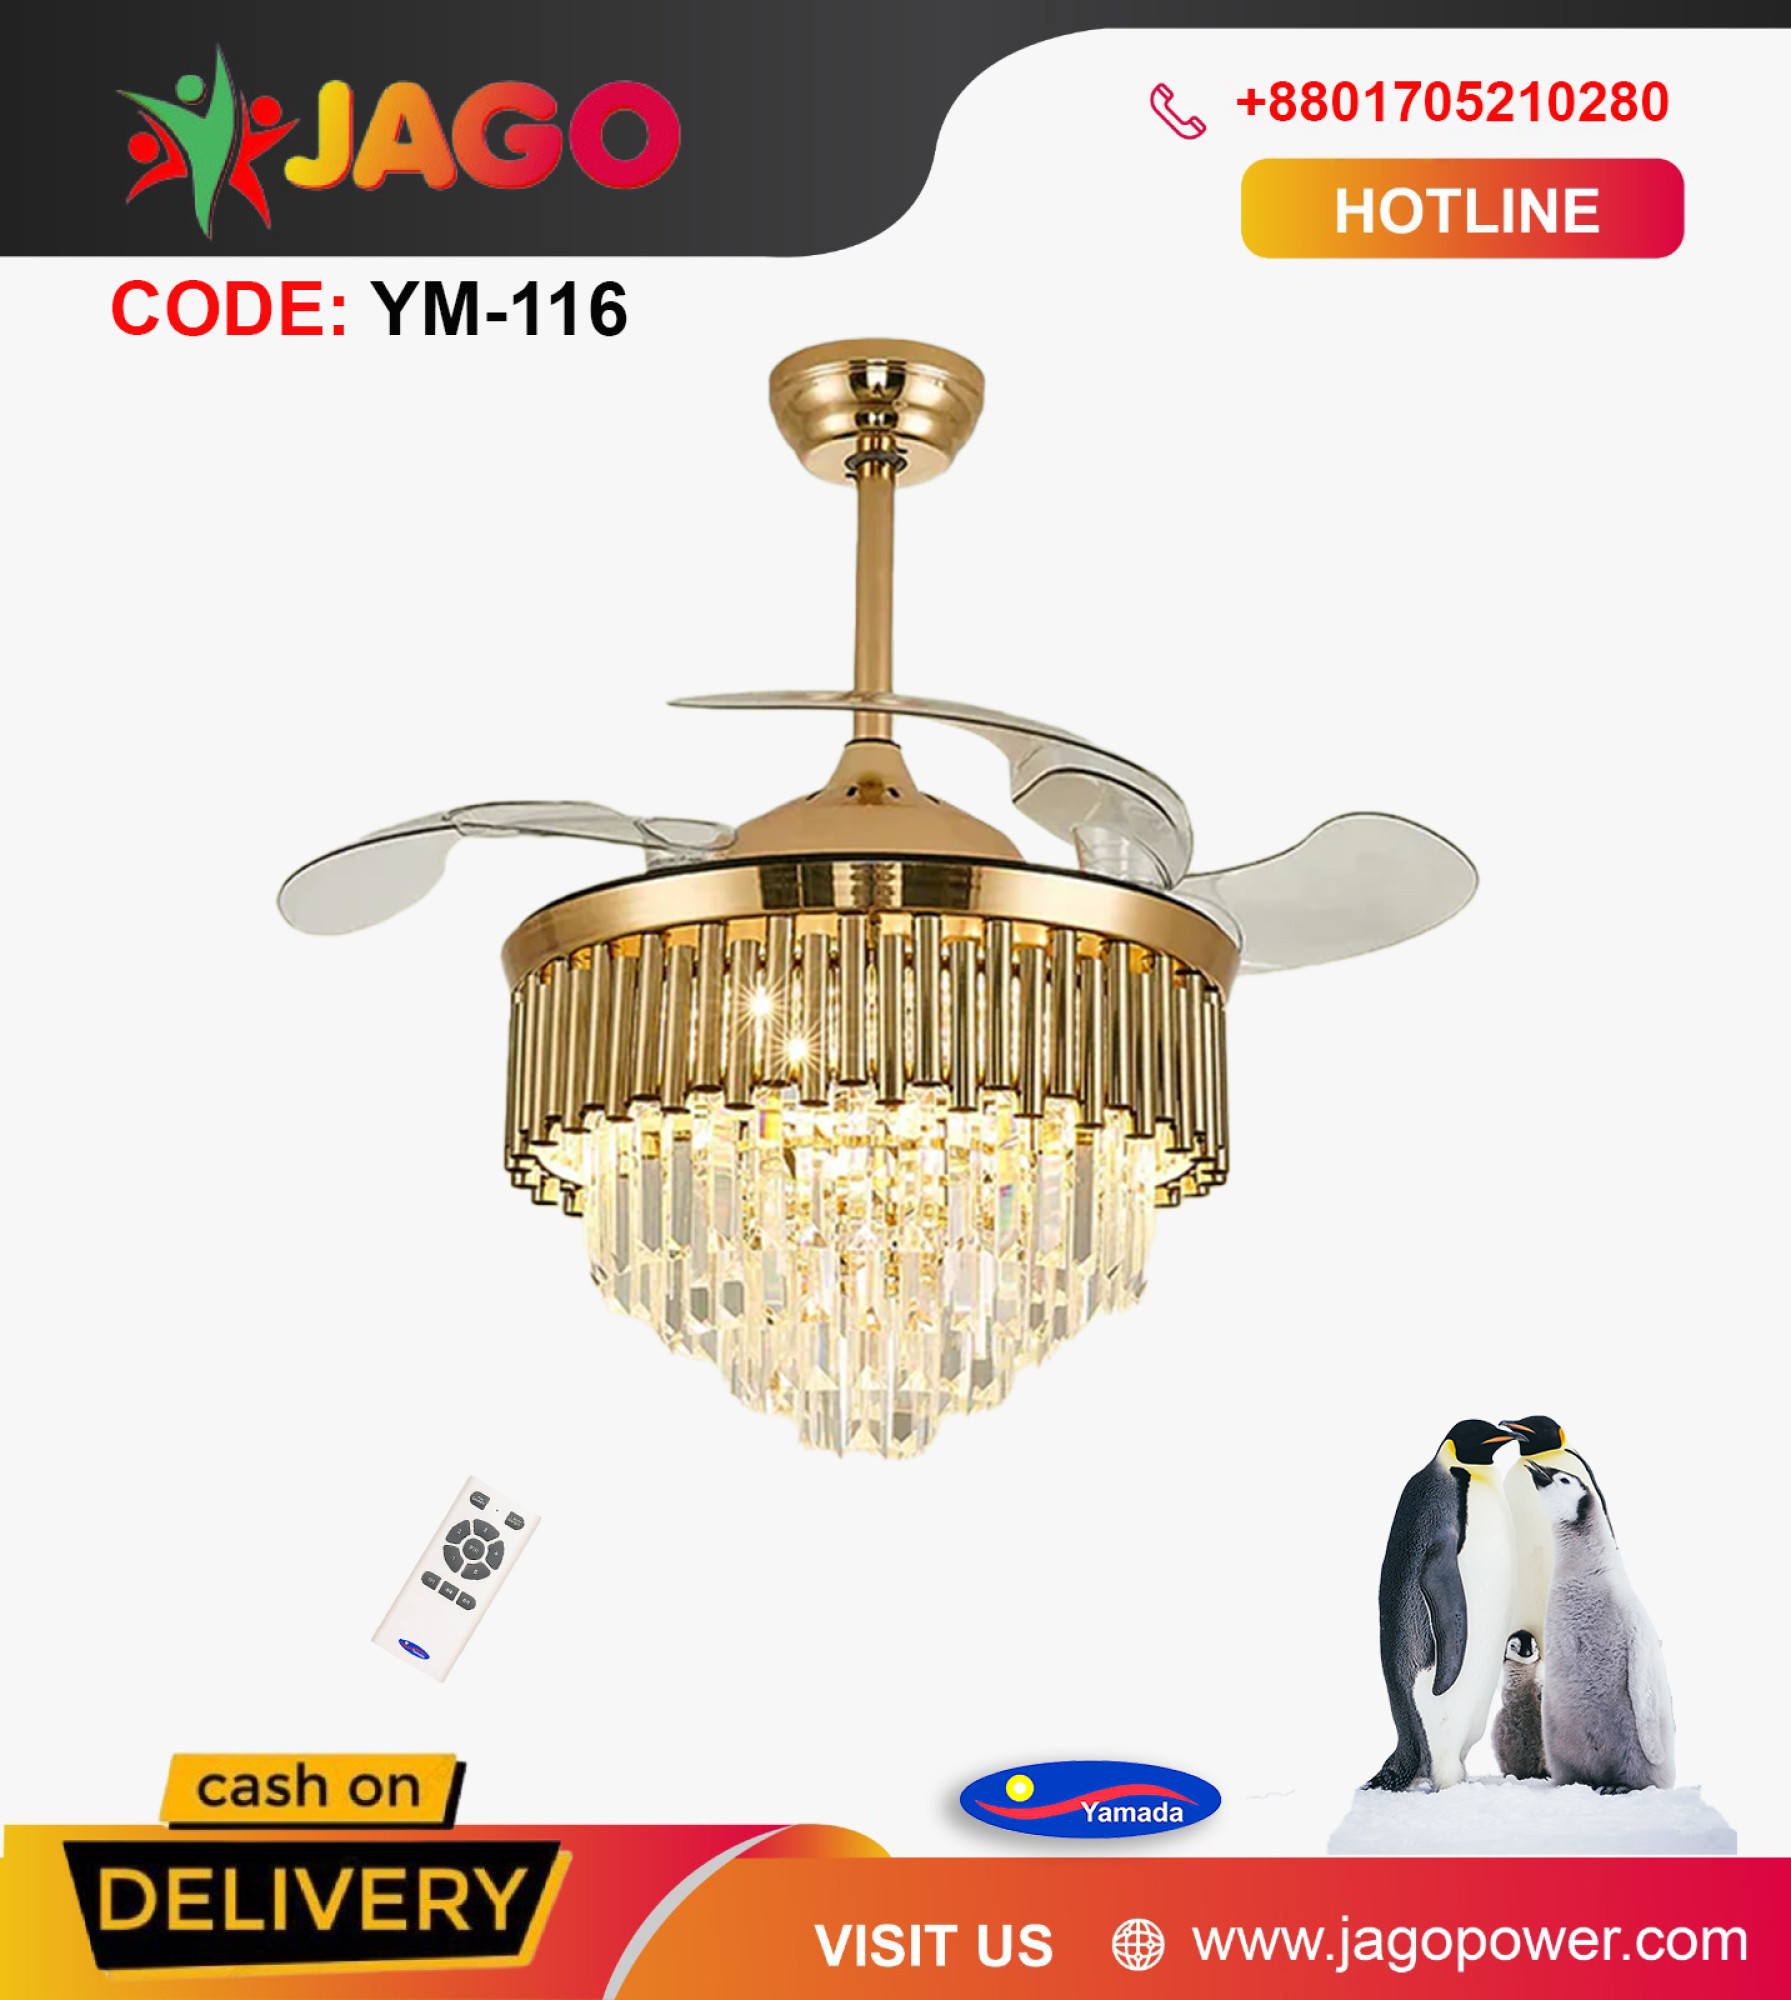 JAGO
+8801705210280
HOTLINE
CODE: YM-116
cash on
DELIVERY
Yamada
VISIT US
www.jagopower.com